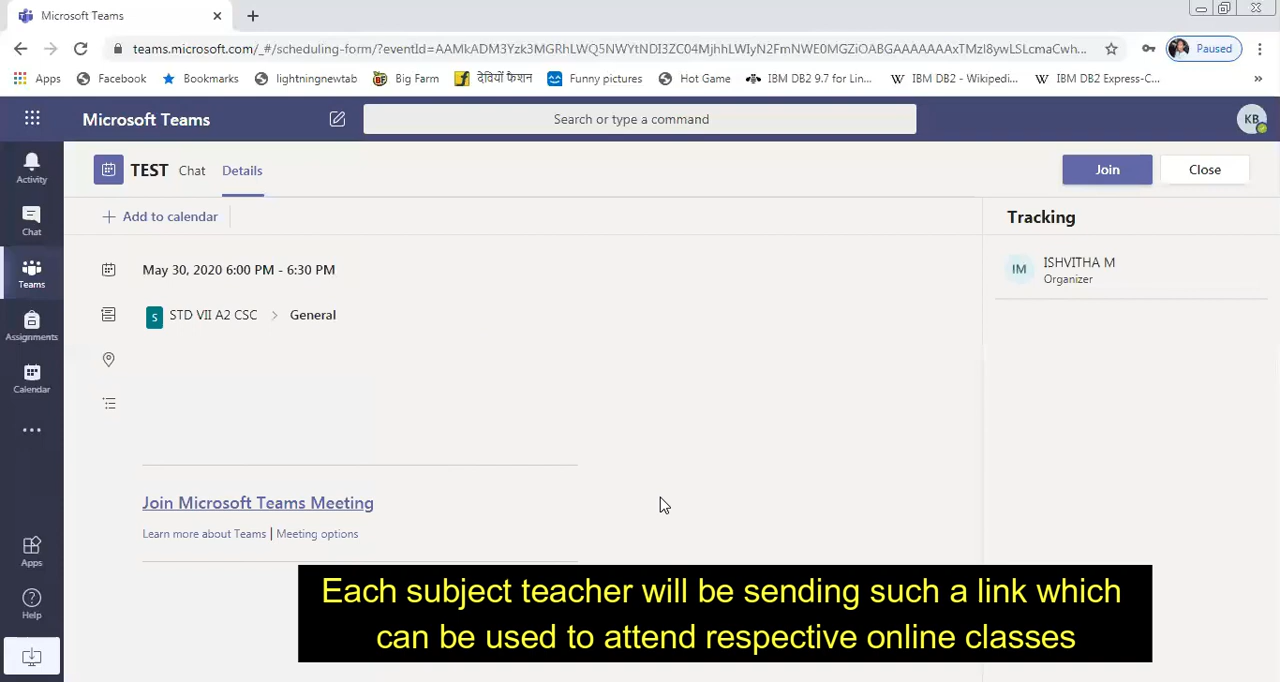 Microsoft Teams
teams.microsoft.com/_#/scheduling-form/?eventId=AAMkADM3Yzk3MGRhLWQ5NWYtNDI3ZC04MjhhLWIyN2FmNWE0MGZiOABGAAAAAAAxTMzl8ywLSLcmaCwh...
Paused
Apps Facebook Bookmarks lightningnewtab Big Farm देवियों फैशन Funny pictures Hot Game IBM DB2 9.7 for Lin... IBM DB2 - Wikipedi... IBM DB2 Express-C... »
Microsoft Teams Search or type a command KB
Activity
Chat
Teams
Assignments
Calendar
Apps
Help
TEST Chat Details Join Close
Add to calendar
May 30, 2020 6:00 PM - 6:30 PM
S STD VII A2 CSC > General
Join Microsoft Teams Meeting
Learn more about Teams | Meeting options
Tracking
IM ISHVITHA M
Organizer
Each subject teacher will be sending such a link which
can be used to attend respective online classes